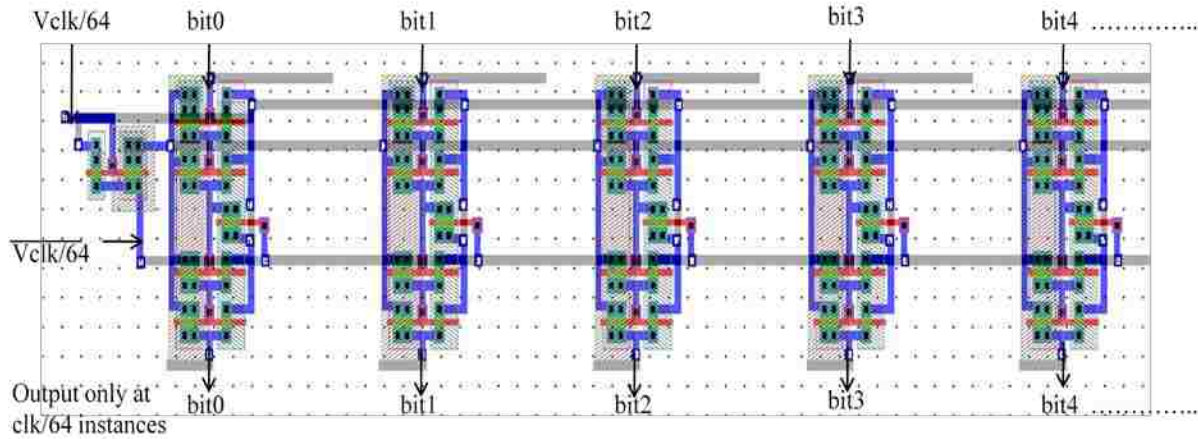 Vclk/64 bit0 bit1 bit2 bit3 bit4 ...............
Vclk/64
Output only at
clk/64 instances
bit0 bit1 bit2 bit3 bit4 ...............